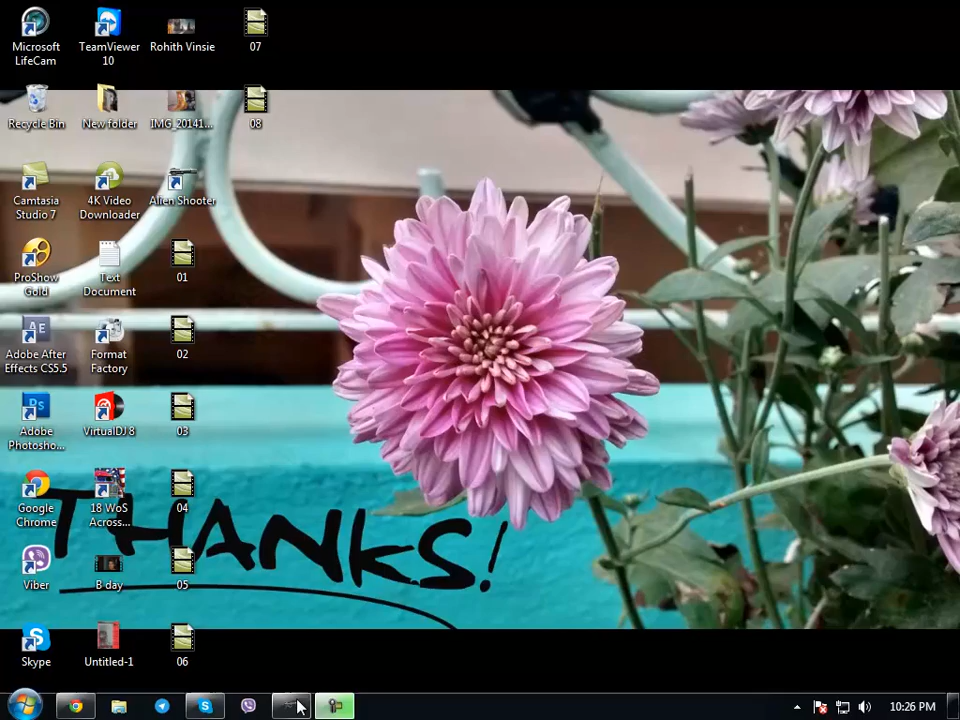 Microsoft
LifeCam
TeamViewer
10
Rohith Vinsie
07
Recycle Bin
New folder
IMG_20141...
08
Camtasia
Studio 7
4K Video
Downloader
Alien Shooter
ProShow
Gold
Text
Document
01
AE
Adobe After
Effects CS5.5
Format
Factory
02
Ps
Adobe
Photosho...
VirtualDJ 8
03
Google
Chrome
18 WoS
Across...
04
Viber
B day
05
Skype
Untitled-1
06
THANKS!
10:26 PM